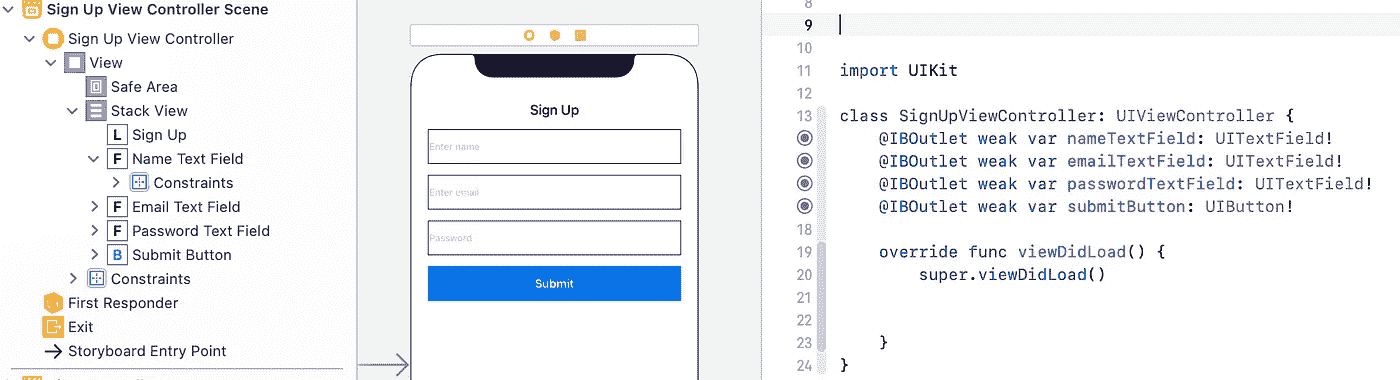 Sign Up View Controller Scene
Sign Up View Controller
View
Safe Area
Stack View
L Sign Up
F Name Text Field
Constraints
F Email Text Field
F Password Text Field
B Submit Button
Constraints
First Responder
Exit
Storyboard Entry Point
Sign Up
Enter name
Enter email
Password
Submit
8
9
10
11 import UIKit
12
13 class SignUpViewController: UIViewController {
@IBOutlet weak var nameTextField: UITextField!
@IBOutlet weak var emailTextField: UITextField!
@IBOutlet weak var passwordTextField: UITextField!
@IBOutlet weak var submitButton: UIButton!
18
19 override func viewDidLoad() {
20 super.viewDidLoad()
21
22
23 }
24 }